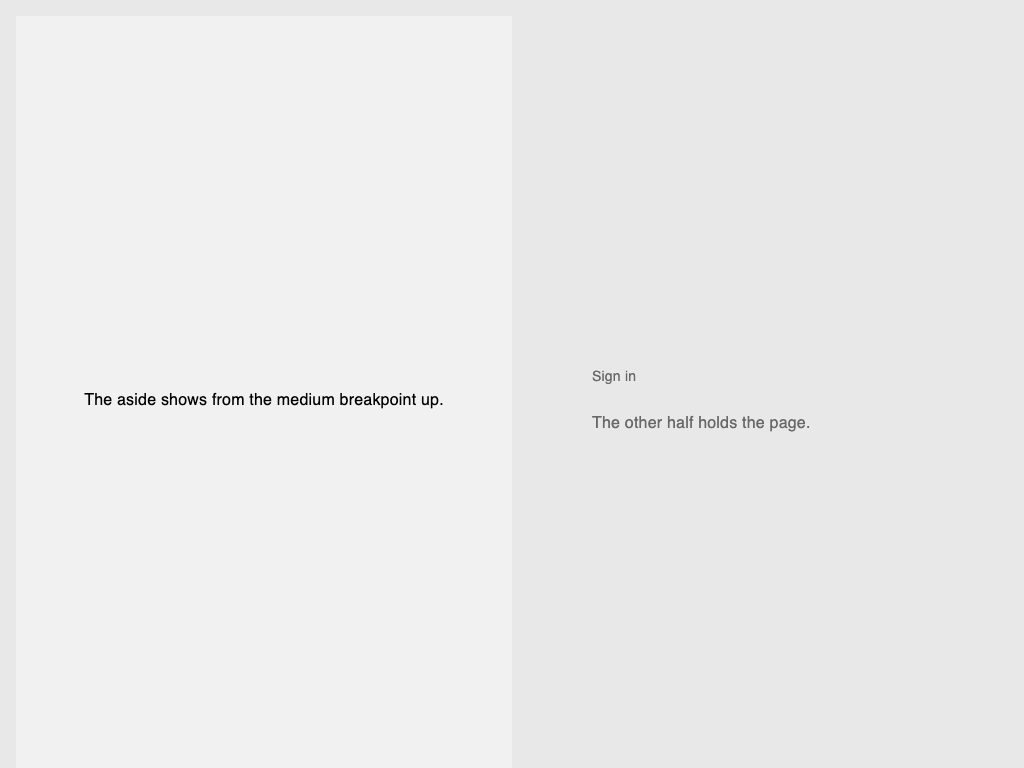 The aside shows from the medium breakpoint up.
Sign in
The other half holds the page.